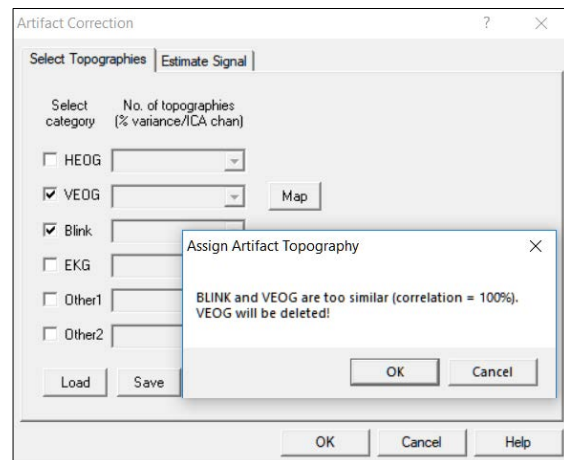 Artifact Correction ? ×
Select Topographies Estimate Signal
Select No. of topographies
category (% variance/ICA chan)
HEOG
VEOG Map
Blink
EKG
Other1
Other2
Load Save
Assign Artifact Topography ×
BLINK and VEOG are too similar (correlation = 100%).
VEOG will be deleted!
OK Cancel
OK Cancel Help